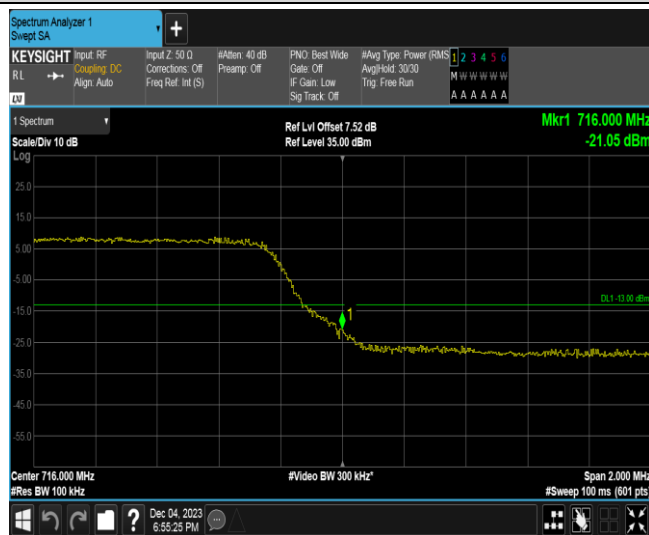 Spectrum Analyzer 1
Swept SA
+
KEYSIGHT
RL
LXI
Input: RF
Coupling: DC
Align: Auto
Input Z: 50 Ω
Corrections: Off
Freq Ref: Int (S)
#Atten: 40 dB
Preamp: Off
PNO: Best Wide
Gate: Off
IF Gain: Low
Sig Track: Off
#Avg Type: Power (RMS
Avg|Hold: 30/30
Trig: Free Run
1 2 3 4 5 6
M W W W W W
A A A A A A
1 Spectrum
Scale/Div 10 dB
Ref Lvl Offset 7.52 dB
Ref Level 35.00 dBm
Mkr1 716.000 MHz
-21.05 dBm
Log
25.0
15.0
5.00
-5.00
-15.0
-25.0
-35.0
-45.0
-55.0
DL1 -13.00 dBm
1
Center 716.000 MHz
#Res BW 100 kHz
#Video BW 300 kHz*
Span 2.000 MHz
#Sweep 100 ms (601 pts)
?
Dec 04, 2023
6:55:25 PM